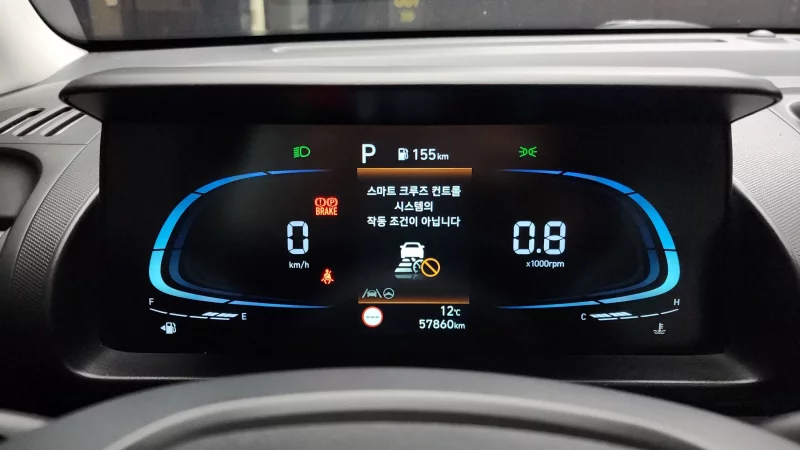 P 155km
스마트 크루즈 컨트롤
시스템의
작동 조건이 아닙니다
BRAKE
0
km/h
0.8
x1000rpm
F
E
C
H
12℃
57860km